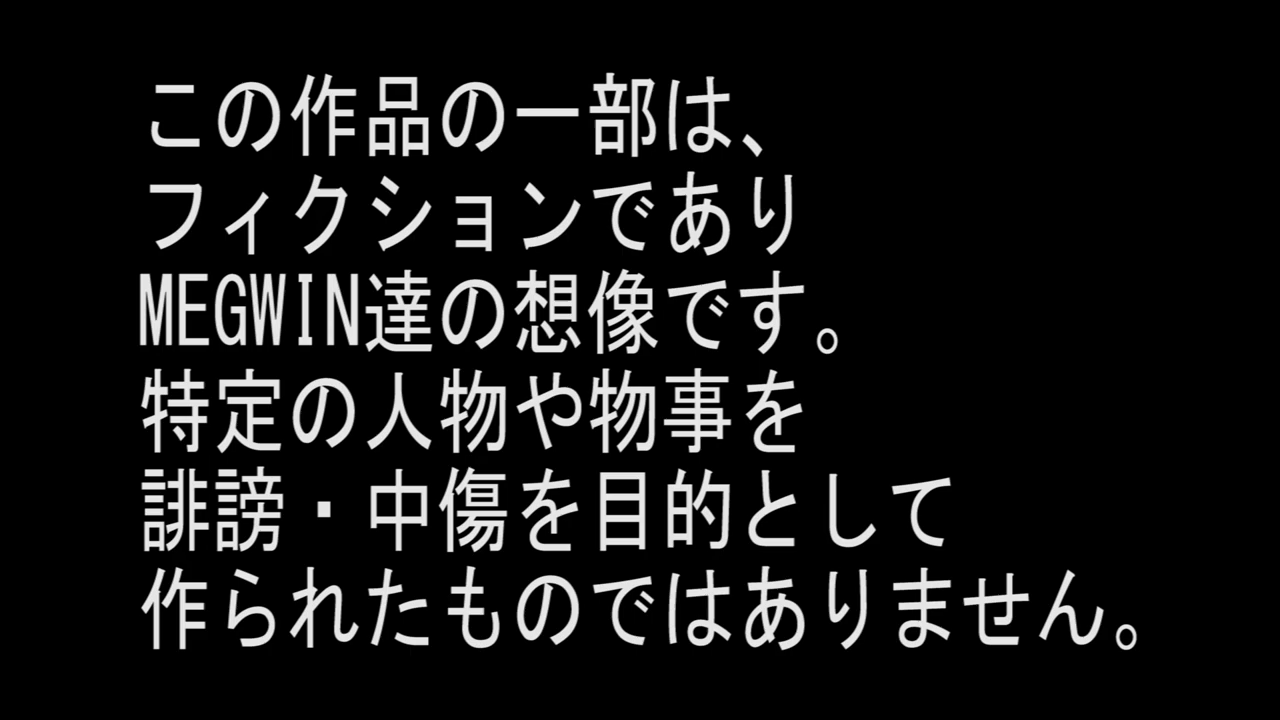 この作品の一部は、
フィクションであり
MEGWIN達の想像です。
特定の人物や物事を
誹謗・中傷を目的として
作られたものではありません。